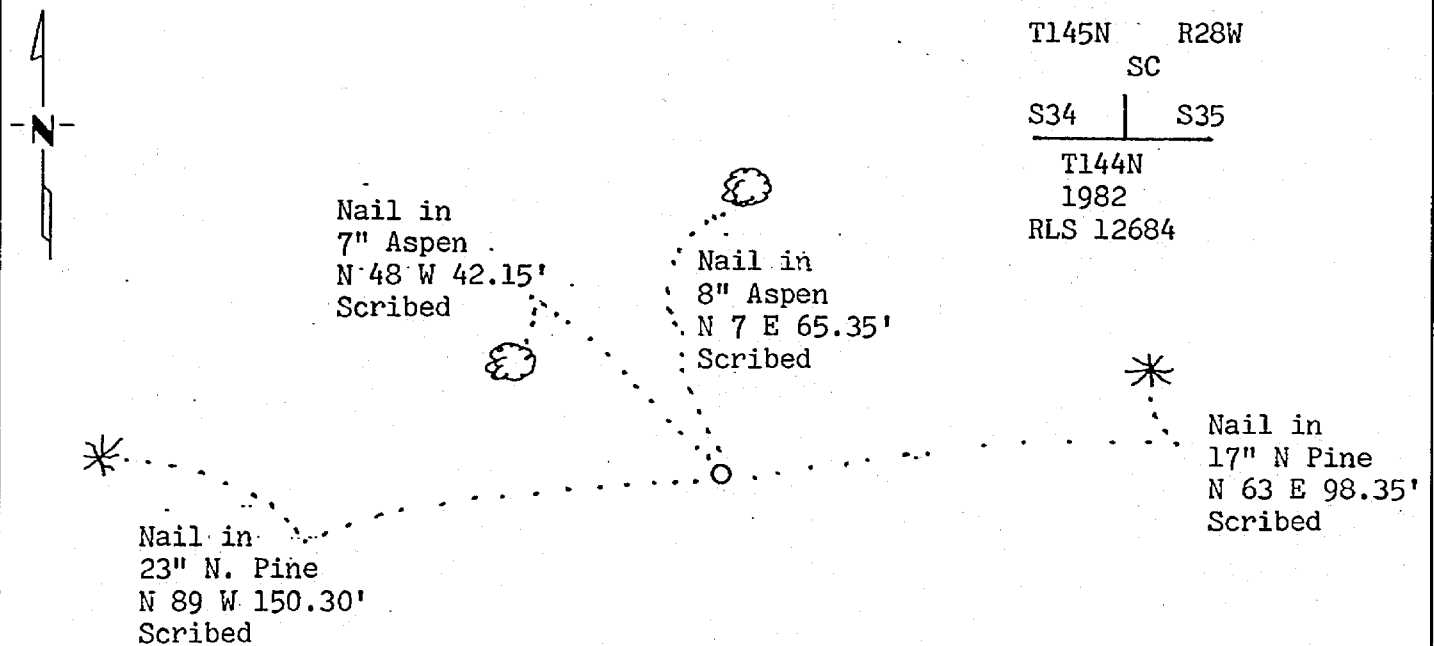 T145N R28W
SC
S34 S35
T144N
1982
RLS 12684
N
Nail in
7" Aspen
N 48 W 42.15'
Scribed
Nail in
8" Aspen
N 7 E 65.35'
Scribed
Nail in
17" N Pine
N 63 E 98.35'
Scribed
Nail in
23" N. Pine
N 89 W 150.30'
Scribed